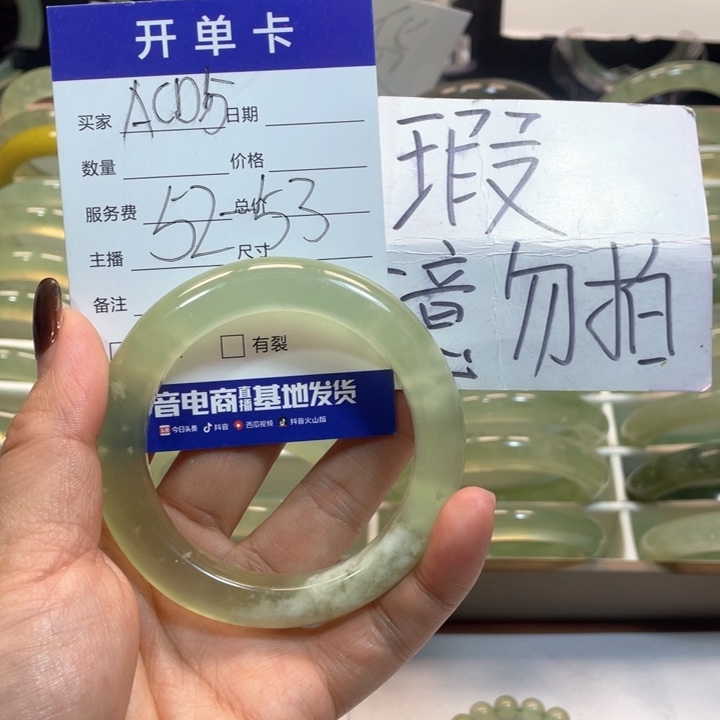 开单卡
买家 ACD5 日期
数量 价格
服务费 52-53 总价
主播 尺寸
备注
有裂
音电商直播基地发货
今日头条 抖音 西瓜视频 抖音火山版
瑕
意勿拍